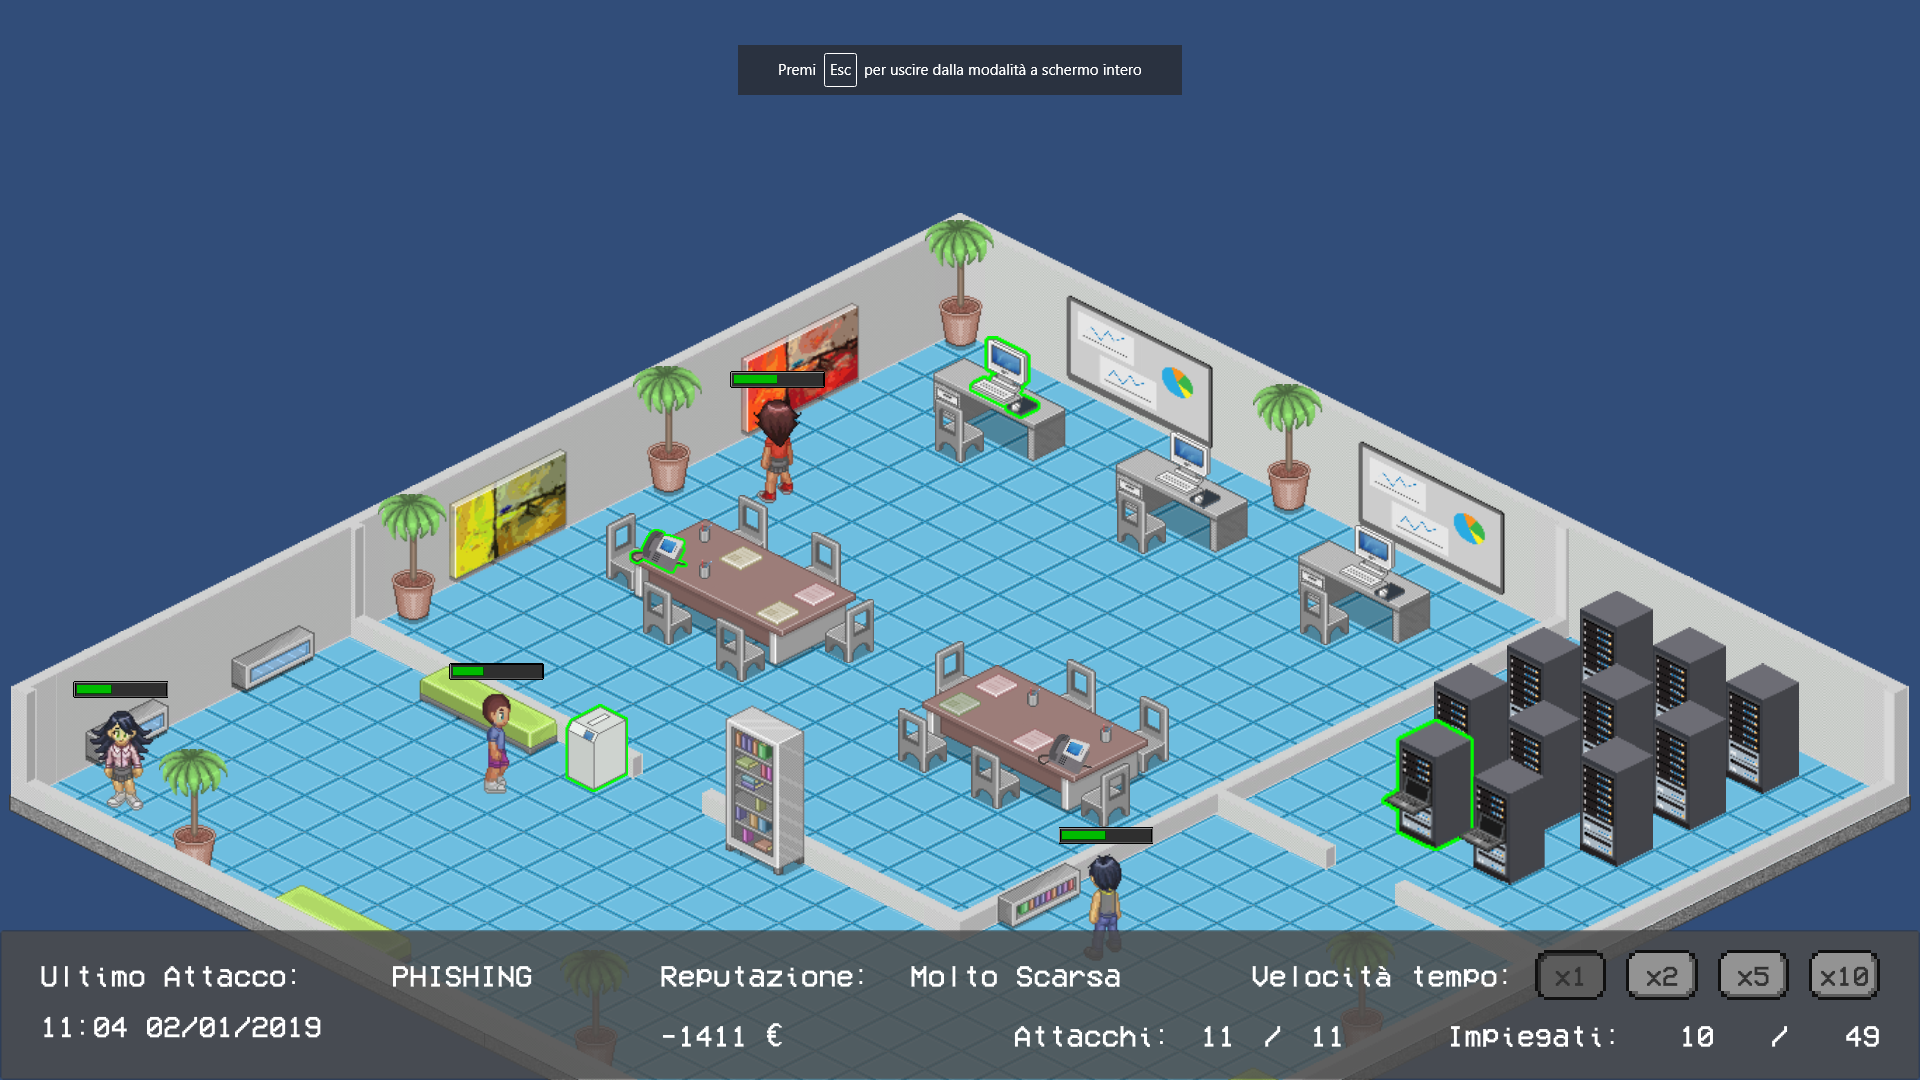 Premi Esc per uscire dalla modalità a schermo intero
Ultimo Attacco: PHISHING Reputazione: Molto Scarsa Velocità tempo: x1 x2 x5 x10
11:04 02/01/2019 -1411 € Attacchi: 11 / 11 Impiegati: 10 / 49